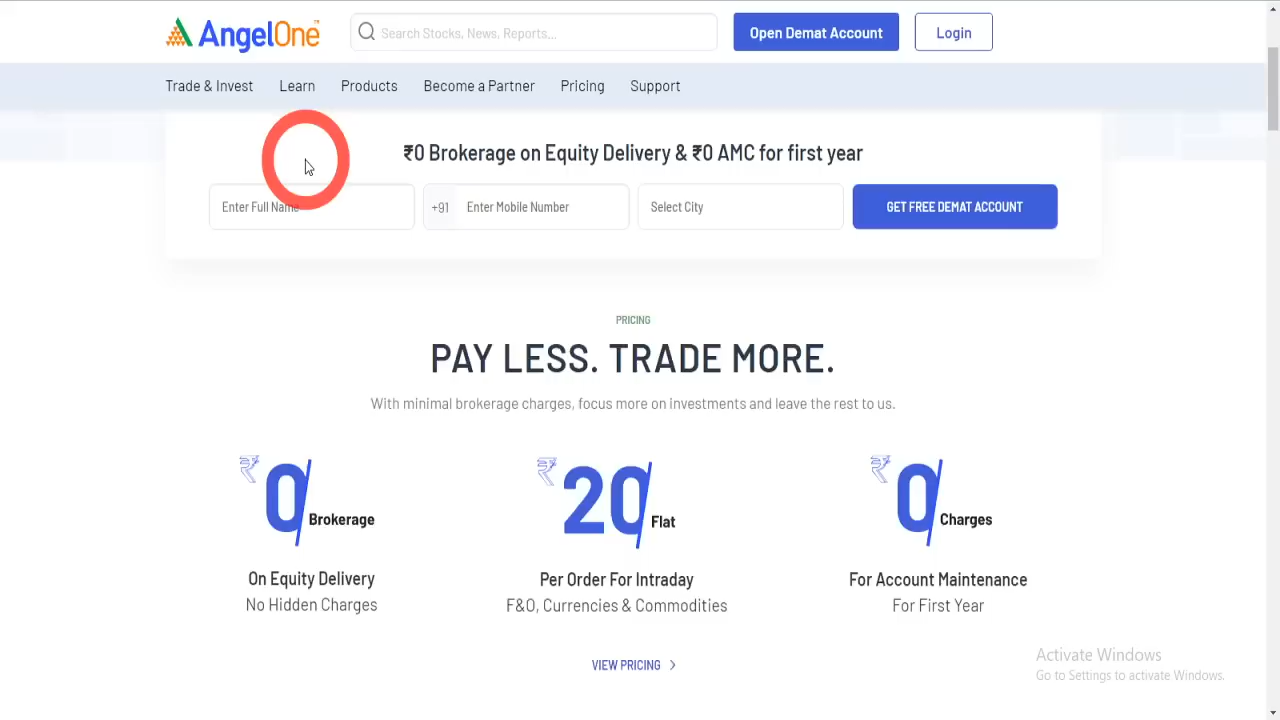 AngelOne
Search Stocks, News, Reports...
Open Demat Account
Login
Trade & Invest Learn Products Become a Partner Pricing Support
₹0 Brokerage on Equity Delivery & ₹0 AMC for first year
Enter Full Name
+91 Enter Mobile Number
Select City
GET FREE DEMAT ACCOUNT
PRICING
PAY LESS. TRADE MORE.
With minimal brokerage charges, focus more on investments and leave the rest to us.
₹ 0 Brokerage
On Equity Delivery
No Hidden Charges
₹ 20 Flat
Per Order For Intraday
F&O, Currencies & Commodities
₹ 0 Charges
For Account Maintenance
For First Year
VIEW PRICING
Activate Windows
Go to Settings to activate Windows.